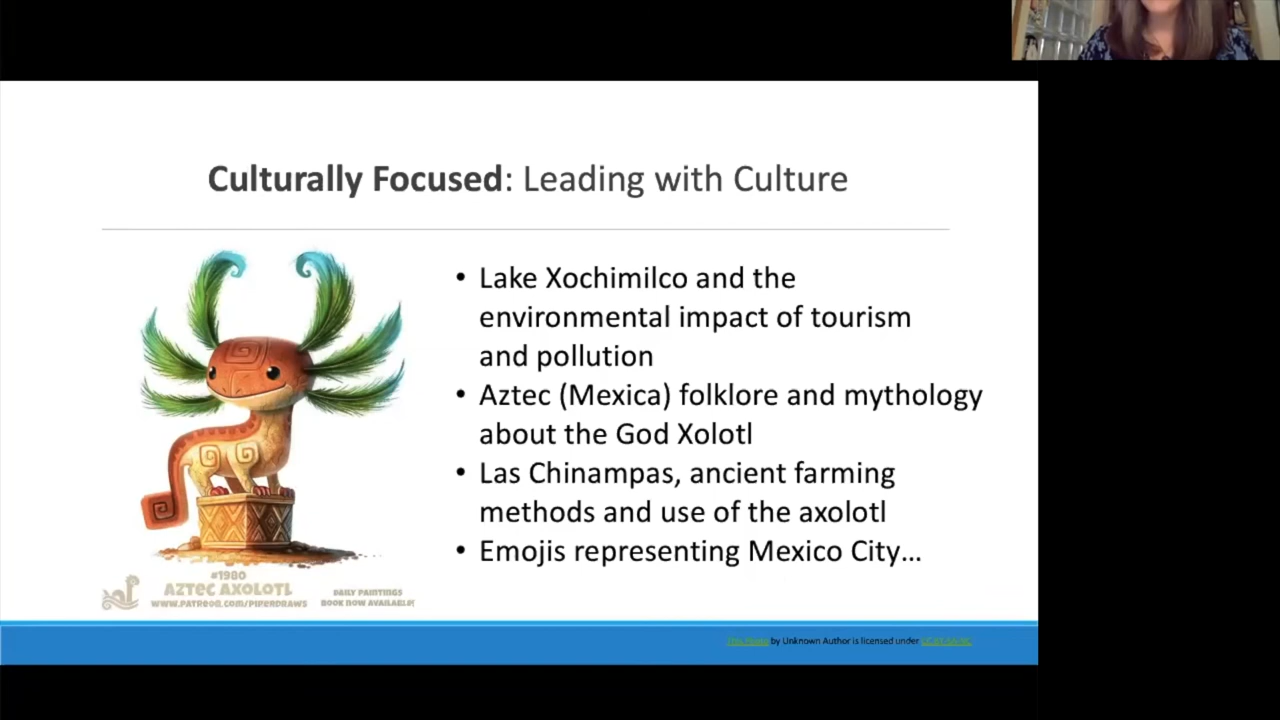 Culturally Focused: Leading with Culture
• Lake Xochimilco and the
environmental impact of tourism
and pollution
• Aztec (Mexica) folklore and mythology
about the God Xolotl
• Las Chinampas, ancient farming
methods and use of the axolotl
• Emojis representing Mexico City…
#1980
AZTEC AXOLOTL
WWW.PATREON.COM/PIPERDRAWS
DAILY PAINTINGS
BOOK NOW AVAILABLE!
This Photo by Unknown Author is licensed under